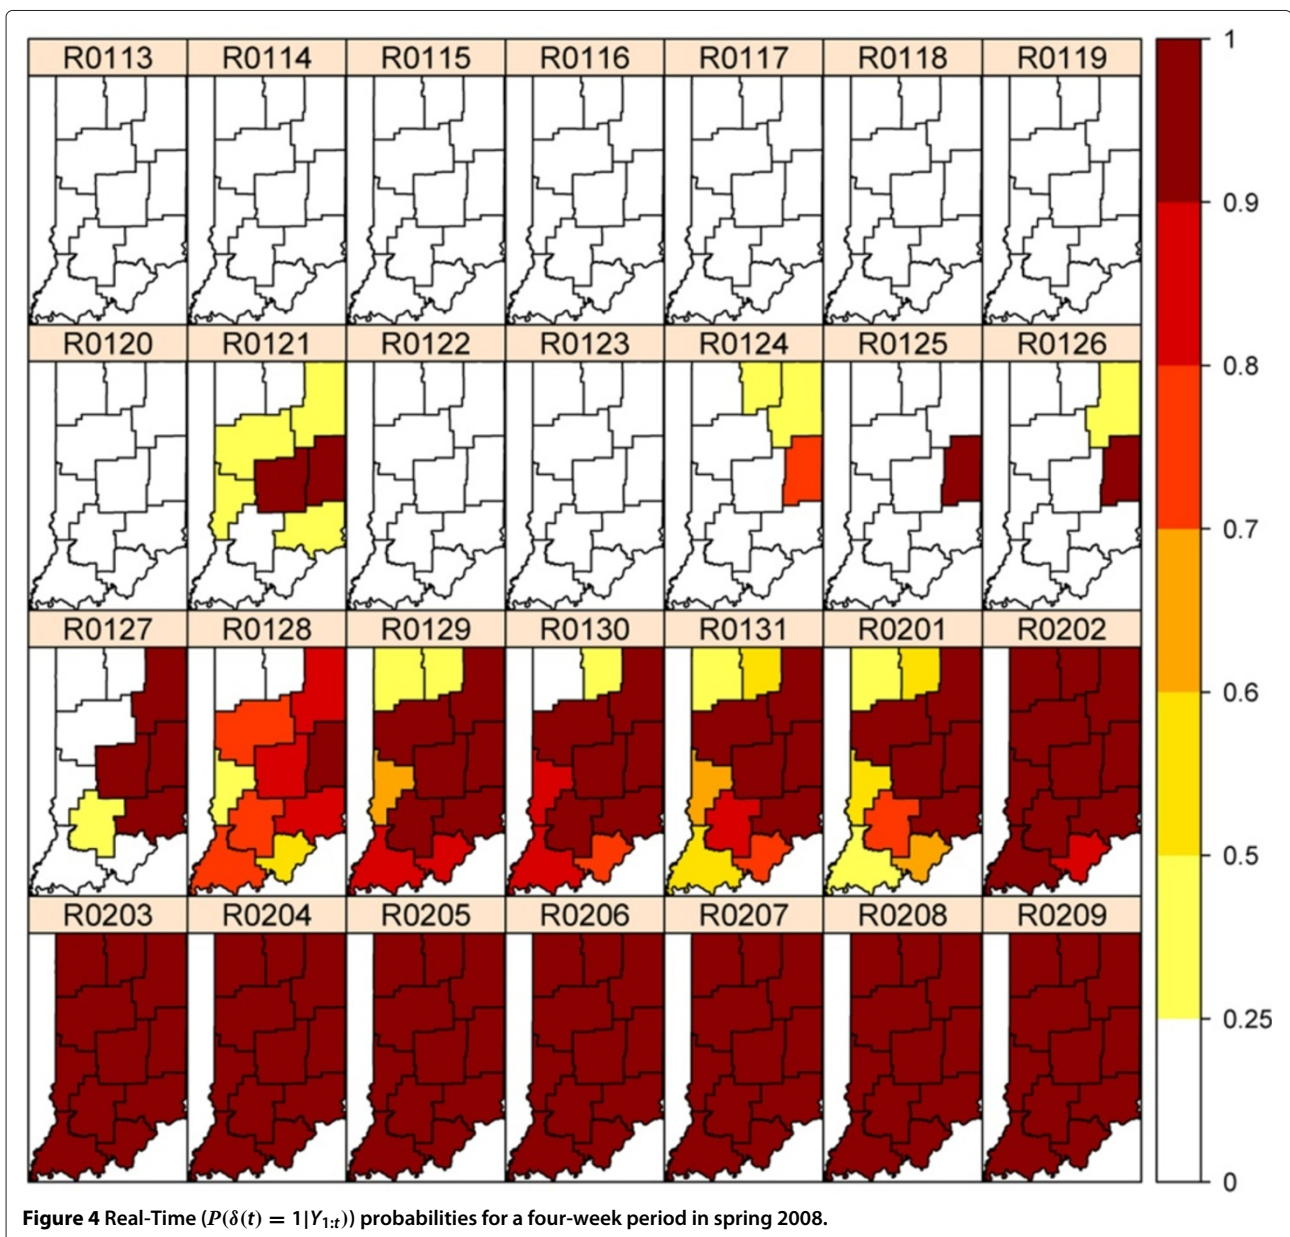 R0113 R0114 R0115 R0116 R0117 R0118 R0119
R0120 R0121 R0122 R0123 R0124 R0125 R0126
R0127 R0128 R0129 R0130 R0131 R0201 R0202
R0203 R0204 R0205 R0206 R0207 R0208 R0209
1
0.9
0.8
0.7
0.6
0.5
0.25
0
Figure 4 Real-Time (P(δ(t) = 1|Y₁:ₜ)) probabilities for a four-week period in spring 2008.